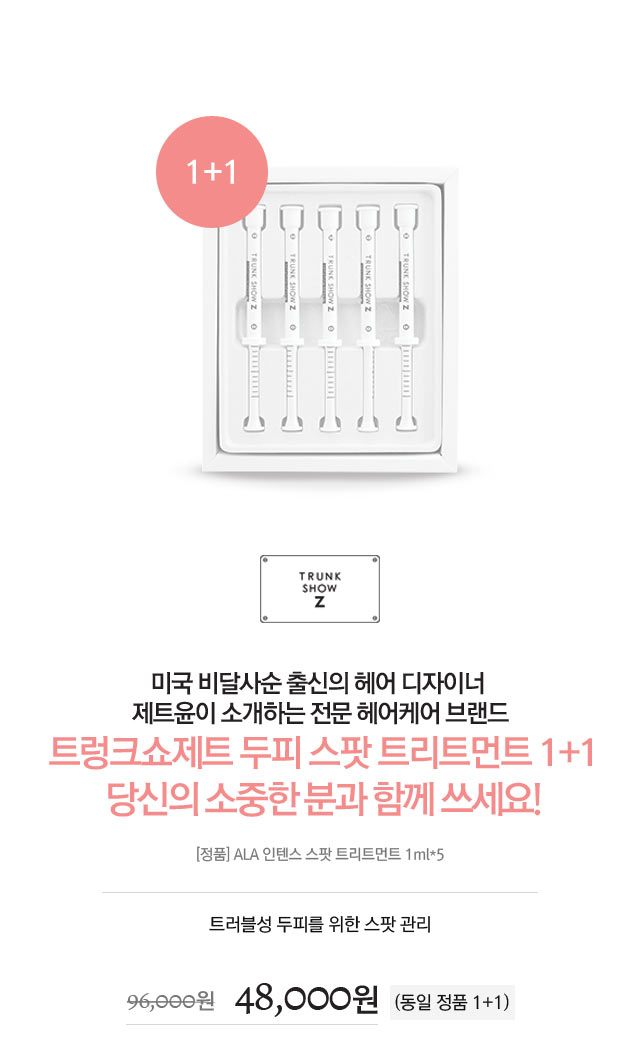 1+1
TRUNK SHOW Z
TRUNK SHOW Z
TRUNK SHOW Z
TRUNK SHOW Z
TRUNK SHOW Z
TRUNK
SHOW
Z
미국 비달사순 출신의 헤어 디자이너
제트윤이 소개하는 전문 헤어케어 브랜드
트렁크쇼제트 두피 스팟 트리트먼트 1+1
당신의 소중한 분과 함께 쓰세요!
[정품] ALA 인텐스 스팟 트리트먼트 1ml*5
트러블성 두피를 위한 스팟 관리
96,000원 48,000원 (동일 정품 1+1)